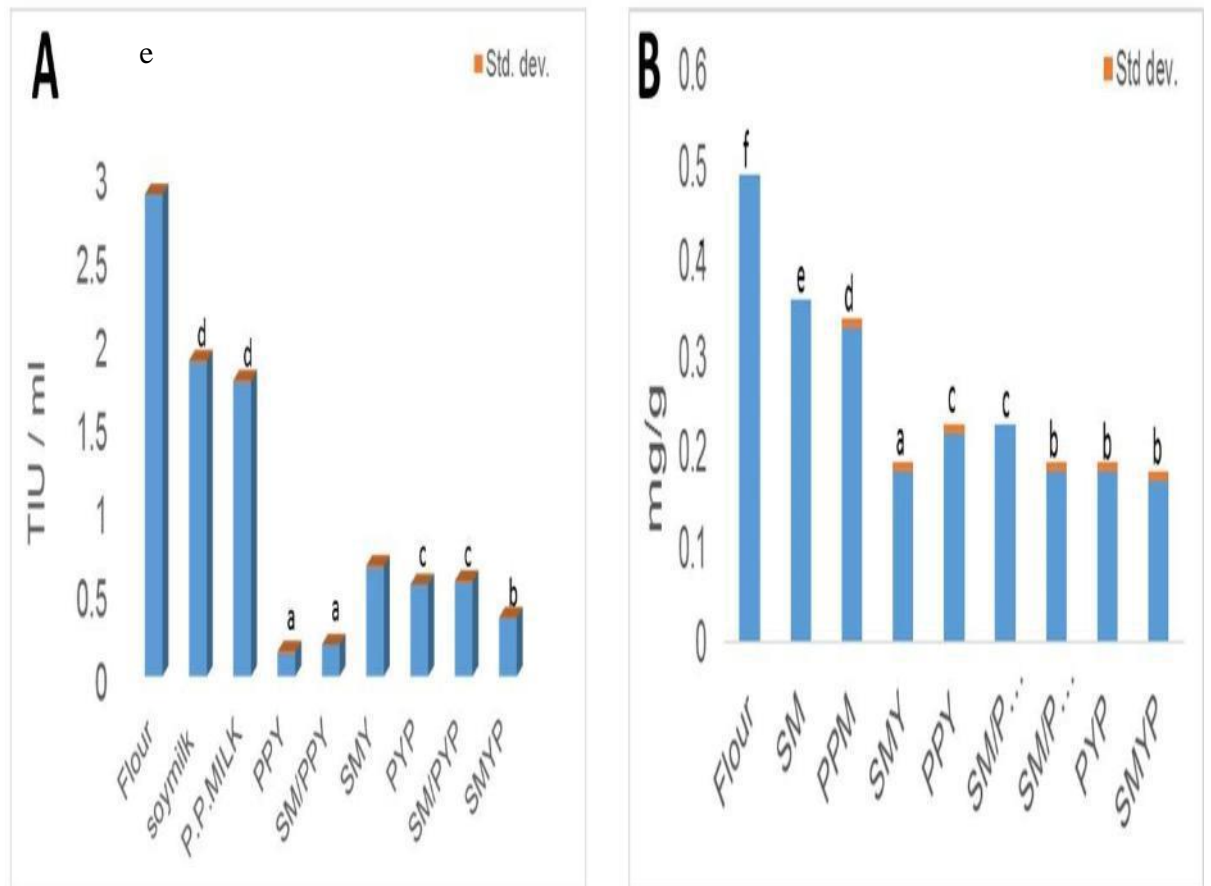 A
e
Std. dev.
3
2.5
2
1.5
1
0.5
0
TIU / ml
d
d
a
a
c
c
b
Flour
soymilk
P.P.MILK
PPY
SM/PPY
SMY
PYP
SM/PYP
SMYP
B
Std dev.
0.6
0.5
0.4
0.3
0.2
0.1
0
mg/g
f
e
d
a
c
c
b
b
b
Flour
SM
PPM
SMY
PPY
SM/P...
SM/P...
PYP
SMYP